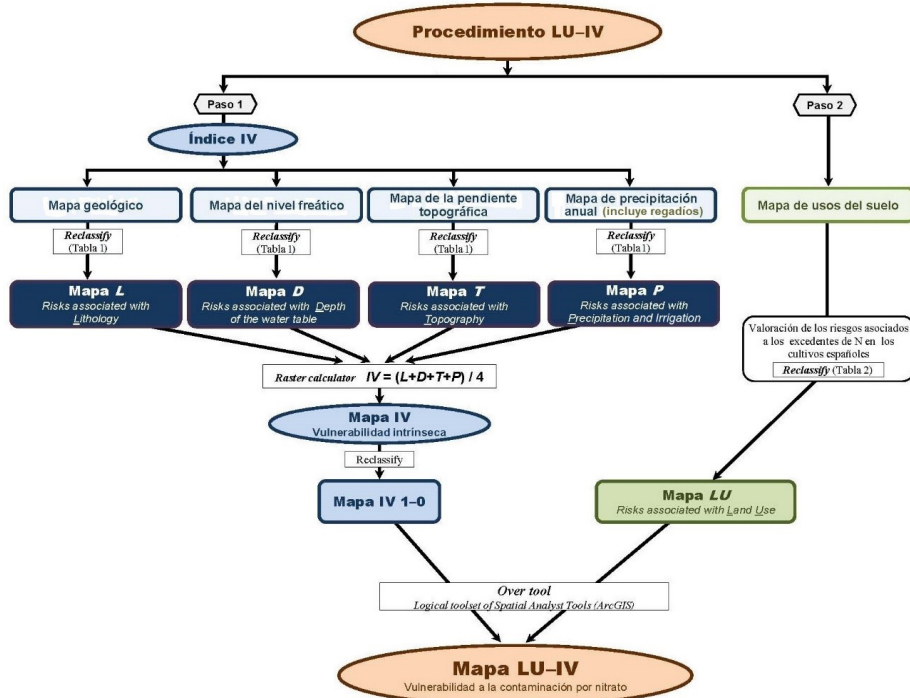 Procedimiento LU–IV
Paso 1
Paso 2
Índice IV
Mapa geológico
Mapa del nivel freático
Mapa de la pendiente
topográfica
Mapa de precipitación
anual (incluye regadíos)
Mapa de usos del suelo
Reclassify
(Tabla 1)
Reclassify
(Tabla 1)
Reclassify
(Tabla 1)
Reclassify
(Tabla 1)
Mapa L
Risks associated with
Lithology
Mapa D
Risks associated with Depth
of the water table
Mapa T
Risks associated with
Topography
Mapa P
Risks associated with
Precipitation and Irrigation
Valoración de los riesgos asociados
a los excedentes de N en los
cultivos españoles
Reclassify (Tabla 2)
Raster calculator IV = (L+D+T+P) / 4
Mapa IV
Vulnerabilidad intrínseca
Reclassify
Mapa IV 1–0
Mapa LU
Risks associated with Land Use
Over tool
Logical toolset of Spatial Analyst Tools (ArcGIS)
Mapa LU–IV
Vulnerabilidad a la contaminación por nitrato